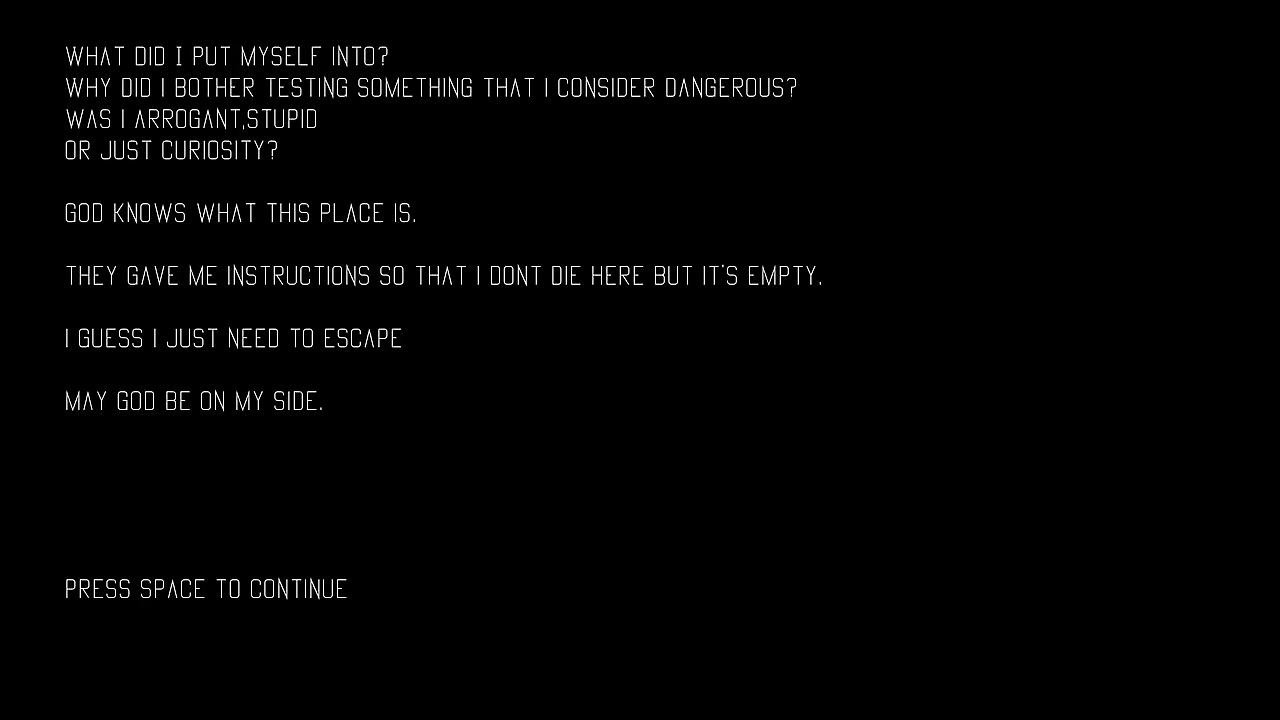 WHAT DID I PUT MYSELF INTO?
WHY DID I BOTHER TESTING SOMETHING THAT I CONSIDER DANGEROUS?
WAS I ARROGANT,STUPID
OR JUST CURIOSITY?
GOD KNOWS WHAT THIS PLACE IS.
THEY GAVE ME INSTRUCTIONS SO THAT I DONT DIE HERE BUT IT'S EMPTY.
I GUESS I JUST NEED TO ESCAPE
MAY GOD BE ON MY SIDE.
PRESS SPACE TO CONTINUE